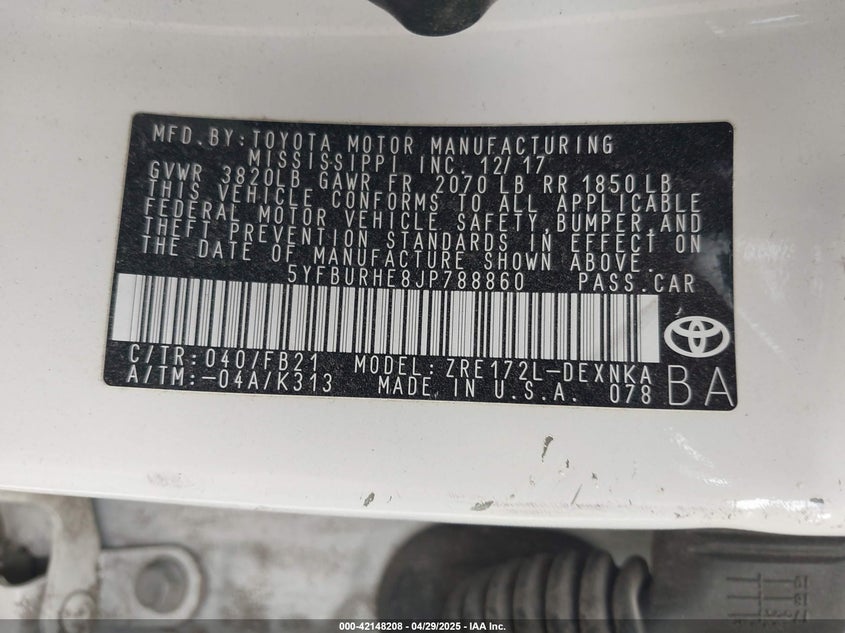 MFD.BY:TOYOTA MOTOR MANUFACTURING
MISSISSIPPI INC. 12/17
GVWR 3820LB GAWR FR 2070 LB RR 1850 LB
THIS VEHICLE CONFORMS TO ALL APPLICABLE
FEDERAL MOTOR VEHICLE SAFETY,BUMPER,AND
THEFT PREVENTION STANDARDS IN EFFECT ON
THE DATE OF MANUFACTURE SHOWN ABOVE.
5YFBURHE8JP788860 PASS.CAR
C/TR:040/FB21 MODEL:ZRE172L-DEXNKA
A/TM:-04A/K313 MADE IN U.S.A. 078 BA
000-42148208 - 04/29/2025 - IAA Inc.